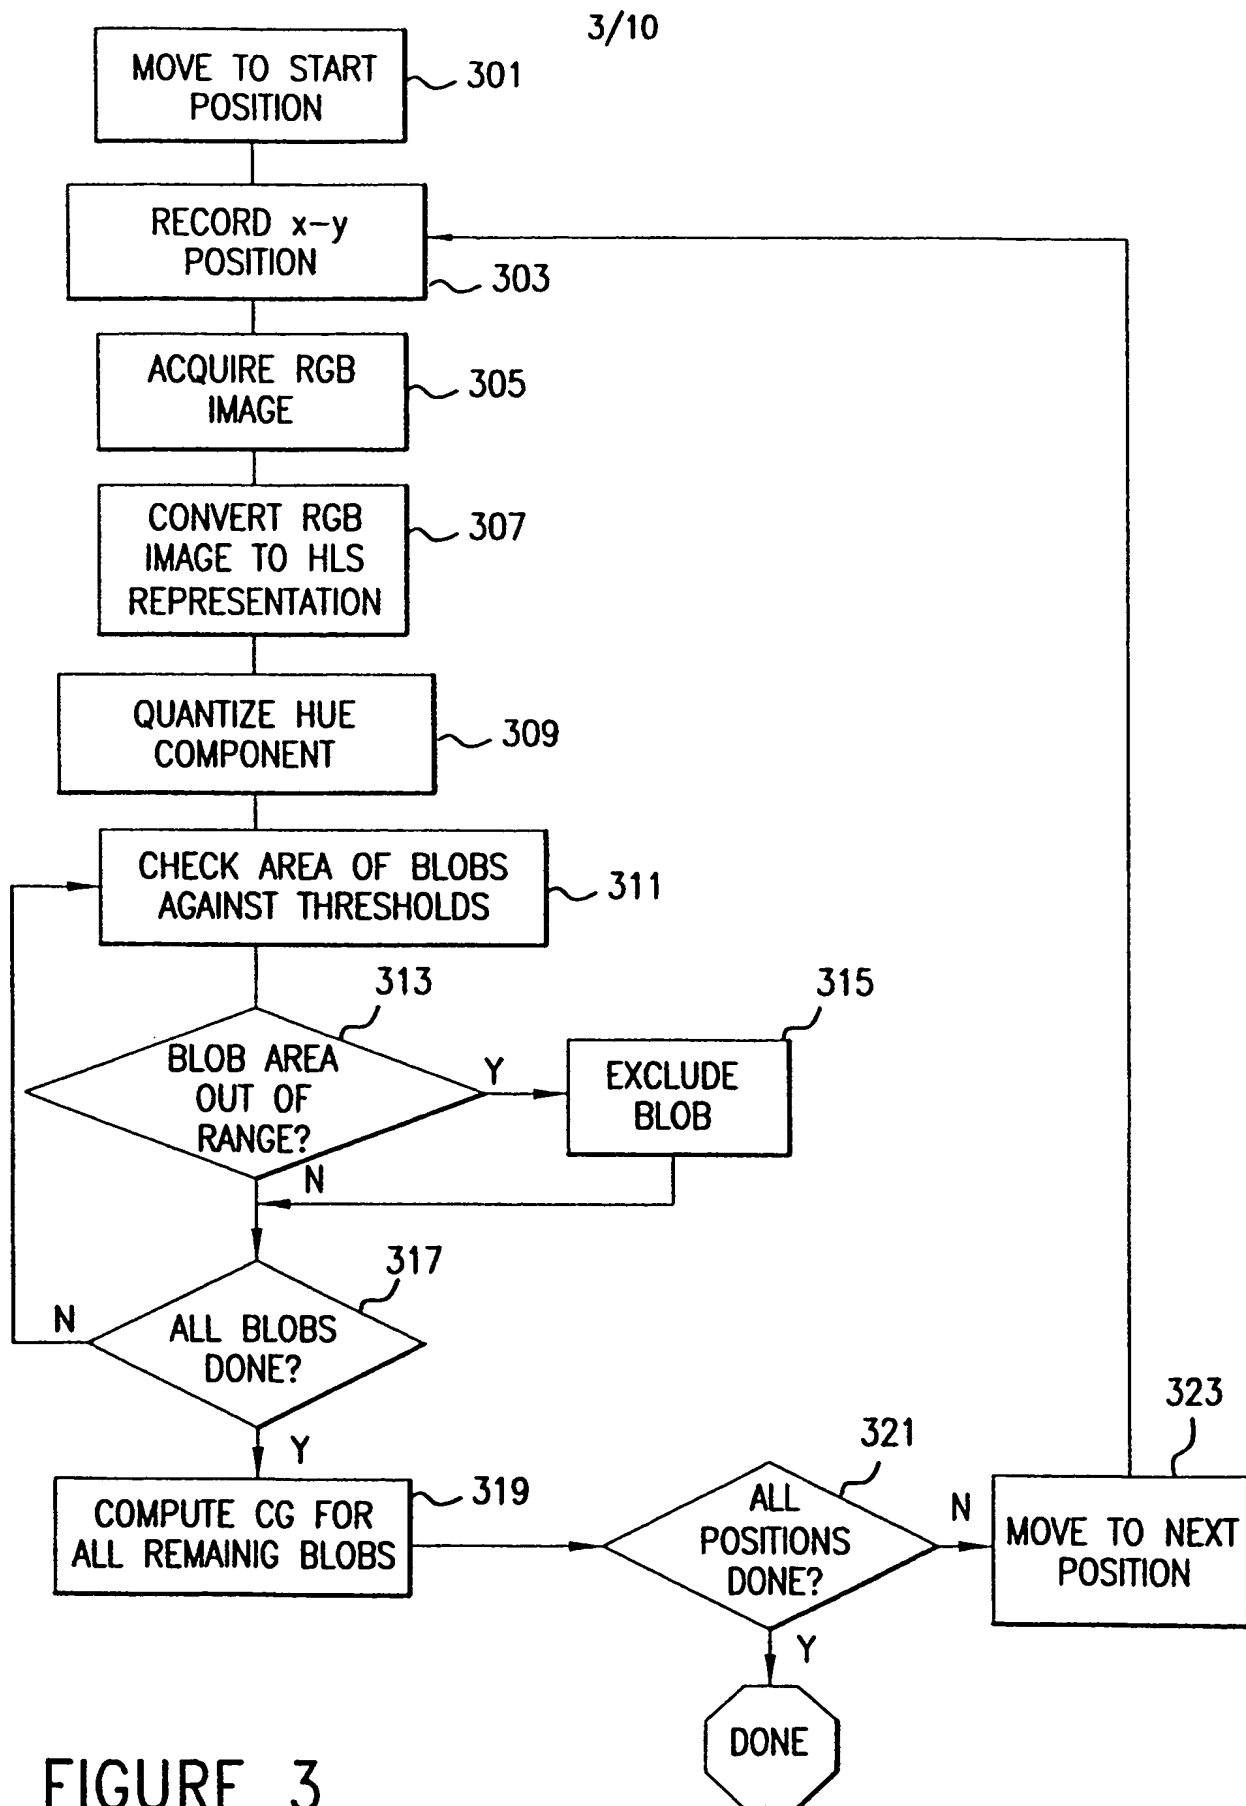 3/10
MOVE TO START
POSITION
301
RECORD x-y
POSITION
303
ACQUIRE RGB
IMAGE
305
CONVERT RGB
IMAGE TO HLS
REPRESENTATION
307
QUANTIZE HUE
COMPONENT
309
CHECK AREA OF BLOBS
AGAINST THRESHOLDS
311
313
BLOB AREA
OUT OF
RANGE?
Y
N
315
EXCLUDE
BLOB
317
ALL BLOBS
DONE?
N
Y
COMPUTE CG FOR
ALL REMAINIG BLOBS
319
321
ALL
POSITIONS
DONE?
N
Y
323
MOVE TO NEXT
POSITION
DONE
FIGURE 3